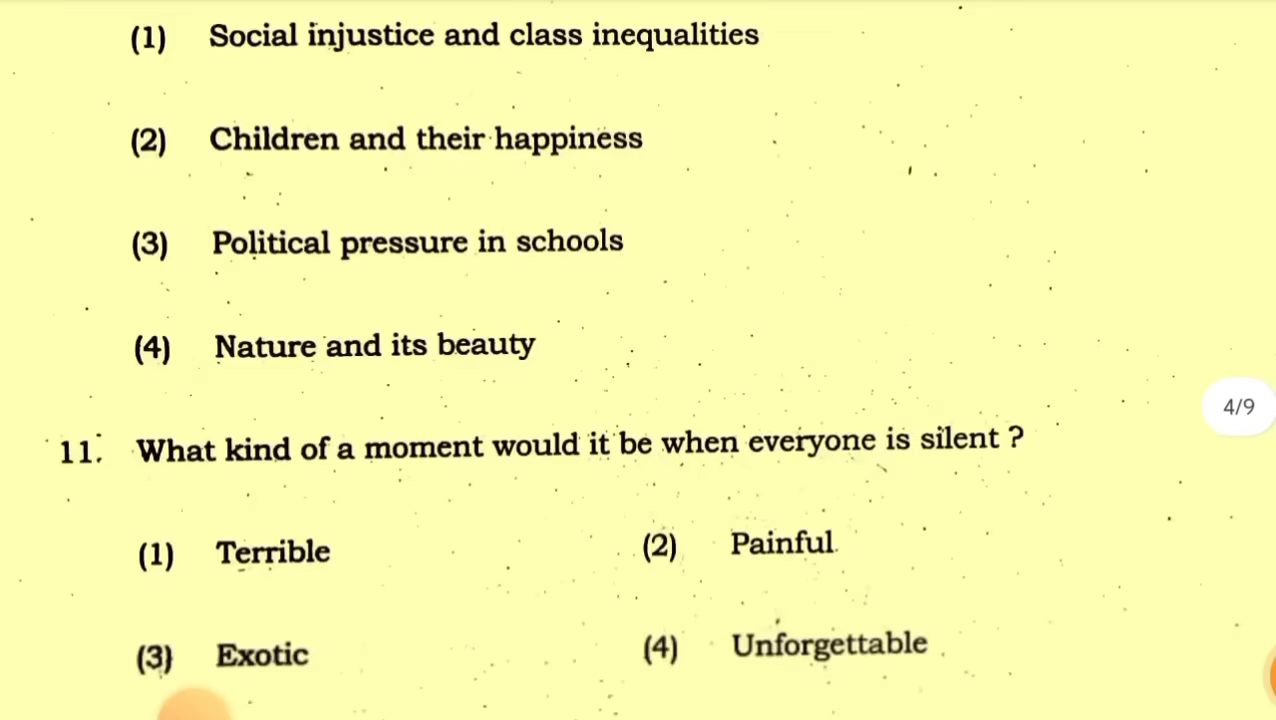 (1) Social injustice and class inequalities
(2) Children and their happiness
(3) Political pressure in schools
(4) Nature and its beauty
4/9
11. What kind of a moment would it be when everyone is silent ?
(1) Terrible (2) Painful
(3) Exotic (4) Unforgettable